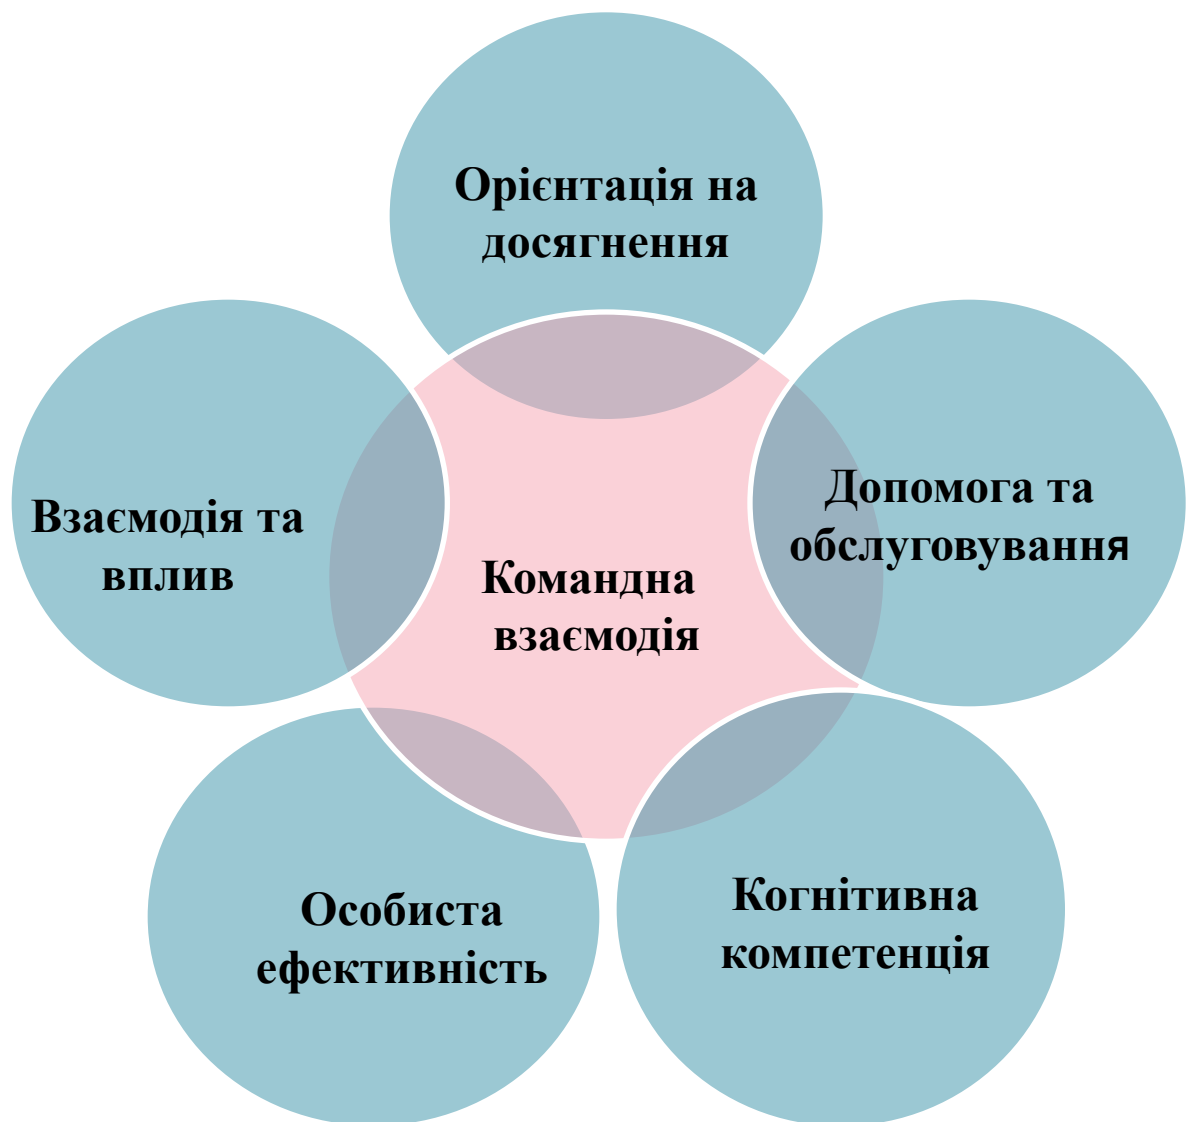 Орієнтація на
досягнення
Взаємодія та
вплив
Допомога та
обслуговування
Командна
взаємодія
Особиста
ефективність
Когнітивна
компетенція